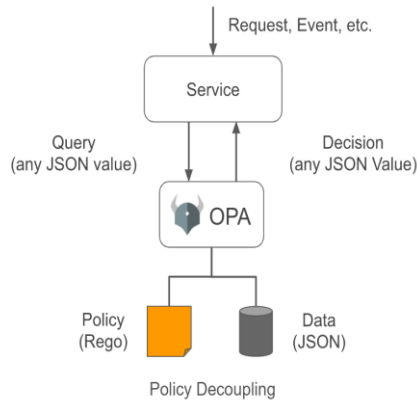 Request, Event, etc.
Service
Query
(any JSON value)
Decision
(any JSON Value)
OPA
Policy
(Rego)
Data
(JSON)
Policy Decoupling